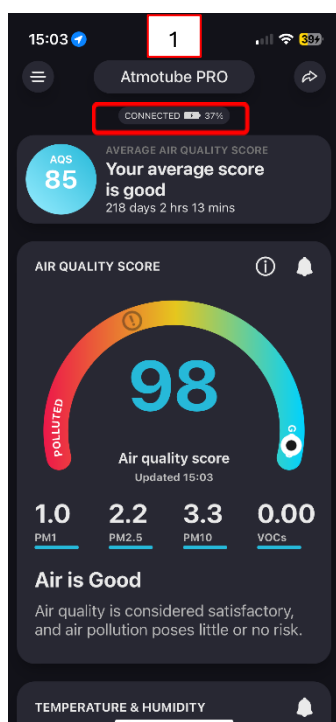 15:03
1
39+
Atmotube PRO
CONNECTED 37%
AQS
85
AVERAGE AIR QUALITY SCORE
Your average score
is good
218 days 2 hrs 13 mins
AIR QUALITY SCORE
POLLUTED
G
98
Air quality score
Updated 15:03
1.0 2.2 3.3 0.00
PM1 PM2.5 PM10 VOCs
Air is Good
Air quality is considered satisfactory,
and air pollution poses little or no risk.
TEMPERATURE & HUMIDITY